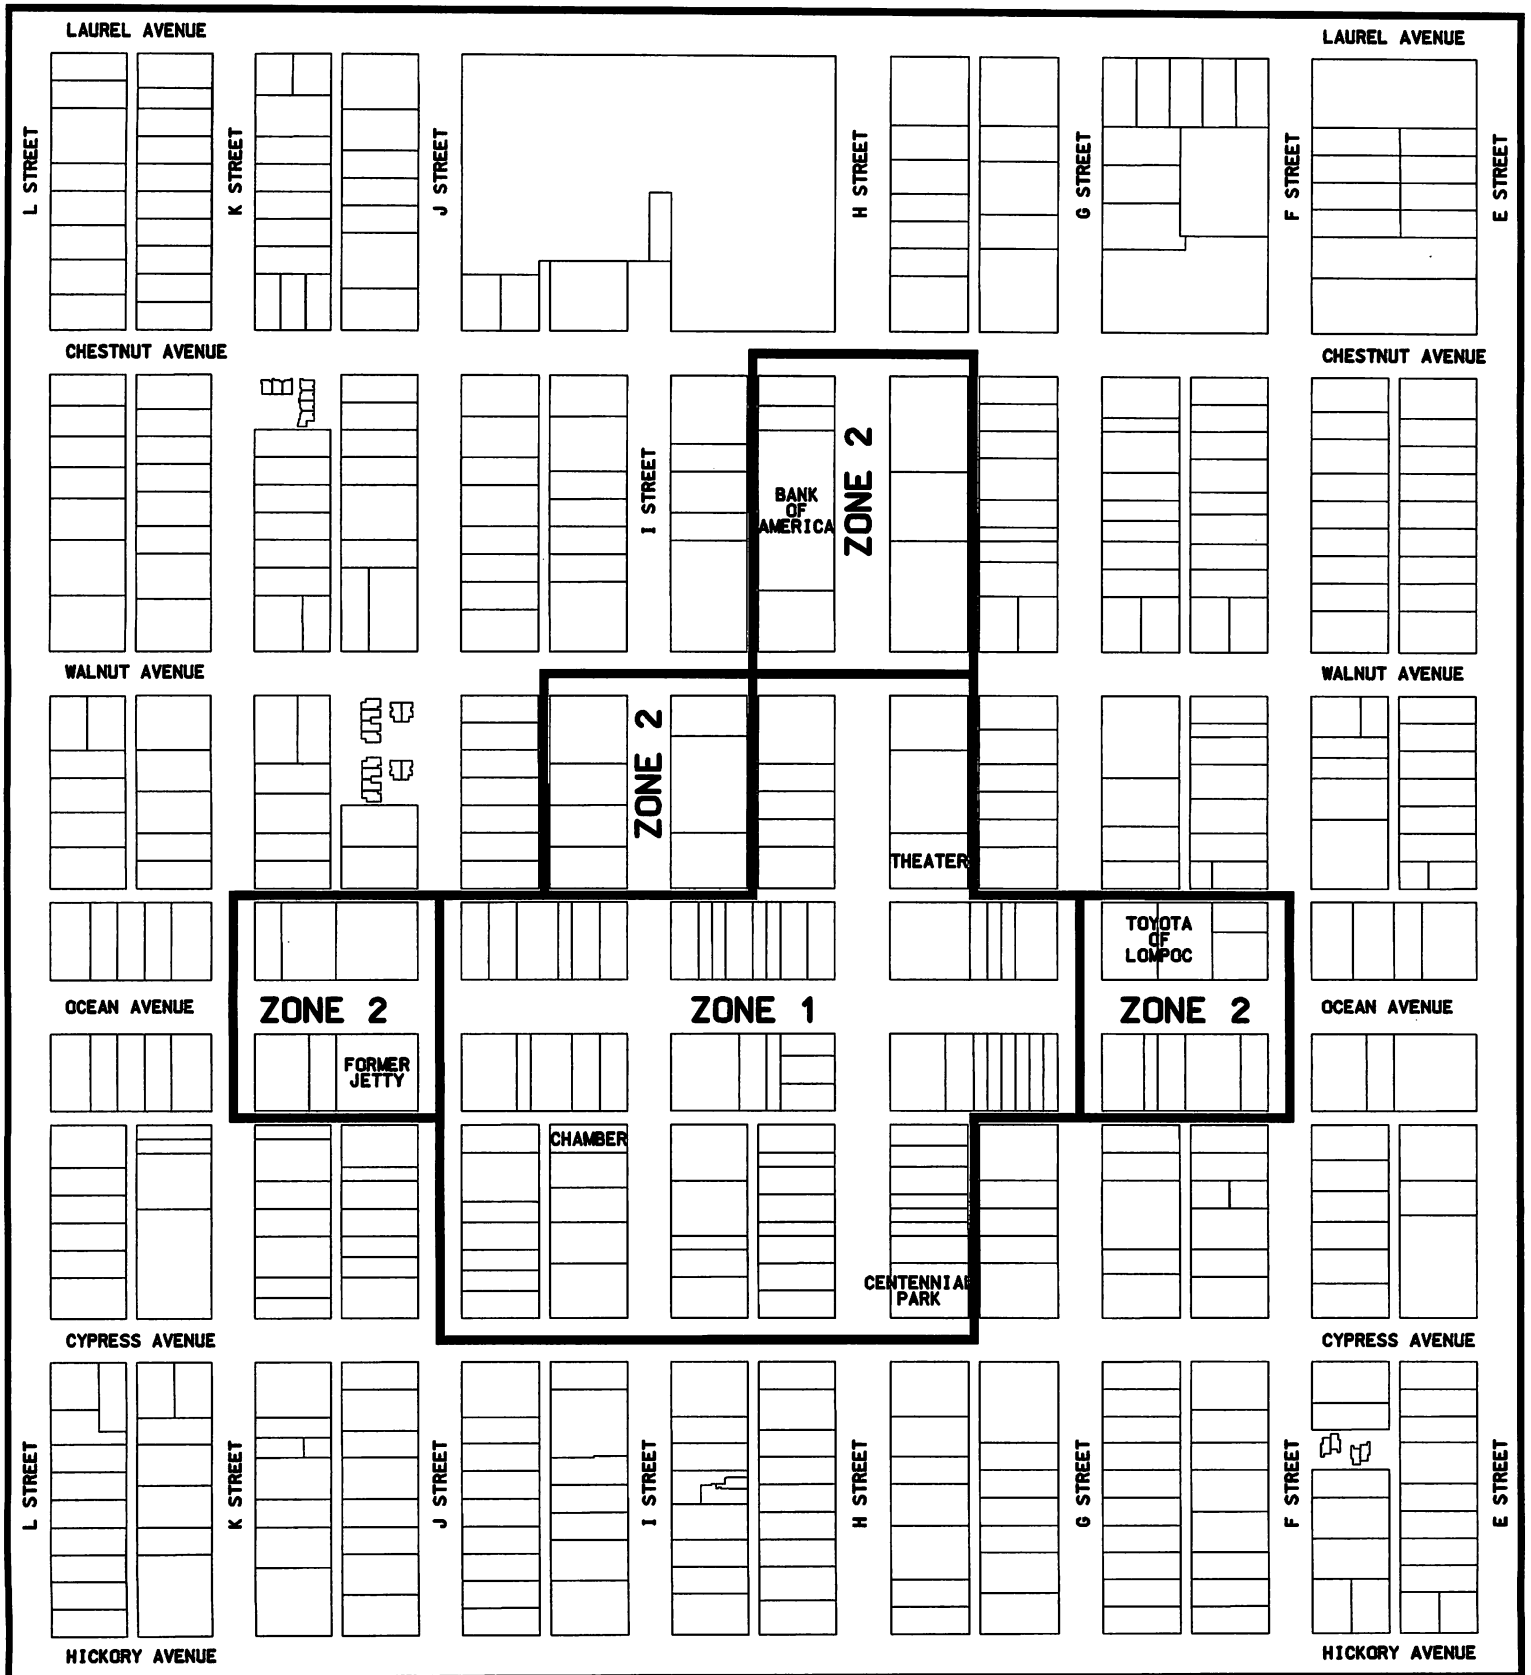 LAUREL AVENUE
LAUREL AVENUE
L STREET
K STREET
J STREET
H STREET
G STREET
F STREET
E STREET
CHESTNUT AVENUE
CHESTNUT AVENUE
I STREET
BANK
OF
AMERICA
ZONE 2
WALNUT AVENUE
WALNUT AVENUE
ZONE 2
THEATER
TOYOTA
OF
LOMPOC
OCEAN AVENUE
ZONE 2
ZONE 1
ZONE 2
OCEAN AVENUE
FORMER
JETTY
CHAMBER
CENTENNIAL
PARK
CYPRESS AVENUE
CYPRESS AVENUE
L STREET
K STREET
J STREET
I STREET
H STREET
G STREET
F STREET
E STREET
HICKORY AVENUE
HICKORY AVENUE